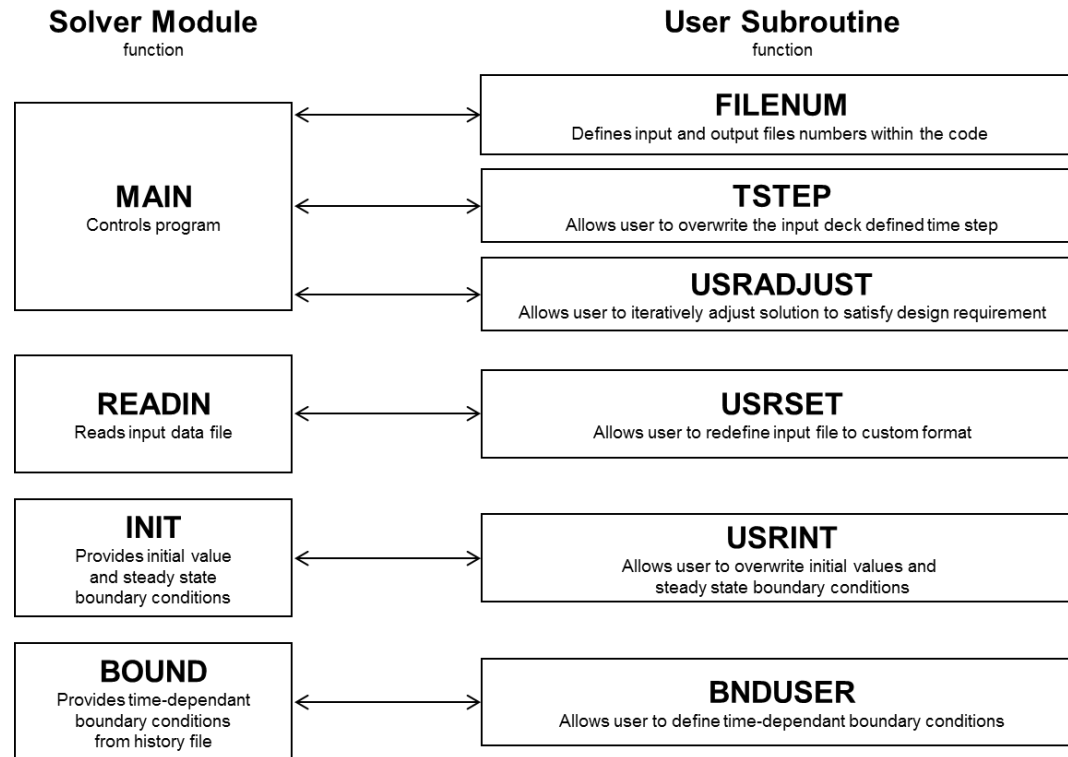 Solver Module
function
User Subroutine
function
MAIN
Controls program
FILENUM
Defines input and output files numbers within the code
TSTEP
Allows user to overwrite the input deck defined time step
USRADJUST
Allows user to iteratively adjust solution to satisfy design requirement
READIN
Reads input data file
USRSET
Allows user to redefine input file to custom format
INIT
Provides initial value
and steady state
boundary conditions
USRINT
Allows user to overwrite initial values and
steady state boundary conditions
BOUND
Provides time-dependant
boundary conditions
from history file
BNDUSER
Allows user to define time-dependant boundary conditions